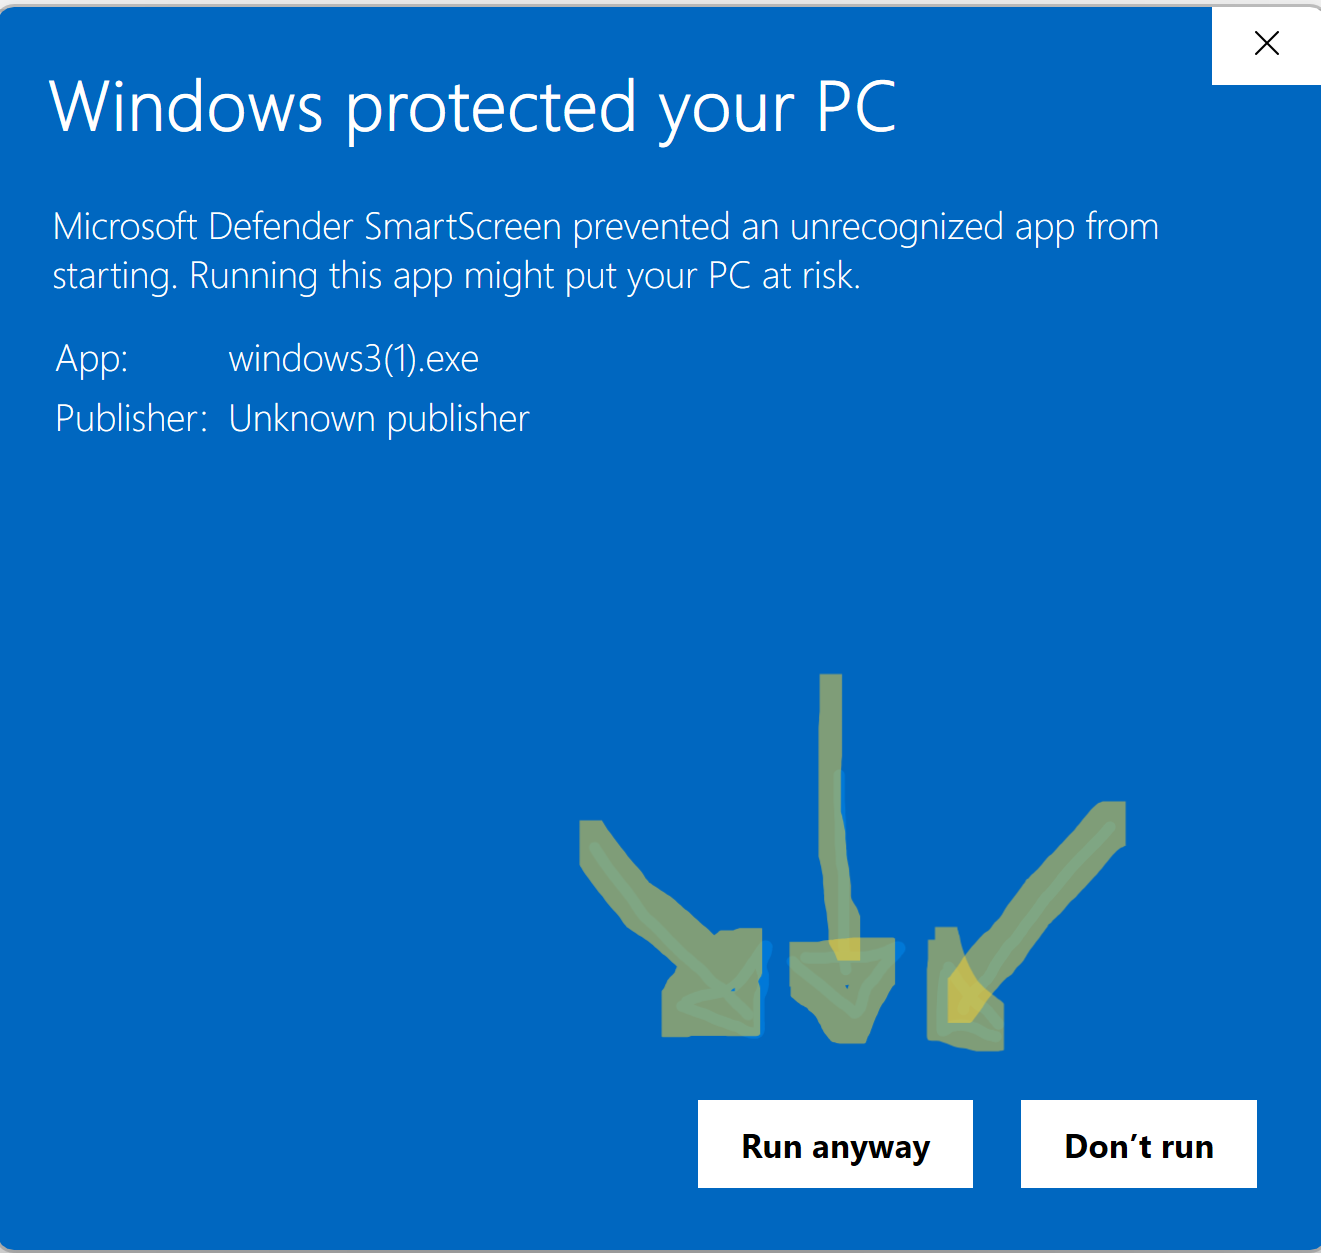 Windows protected your PC
Microsoft Defender SmartScreen prevented an unrecognized app from
starting. Running this app might put your PC at risk.
App: windows3(1).exe
Publisher: Unknown publisher
Run anyway
Don’t run